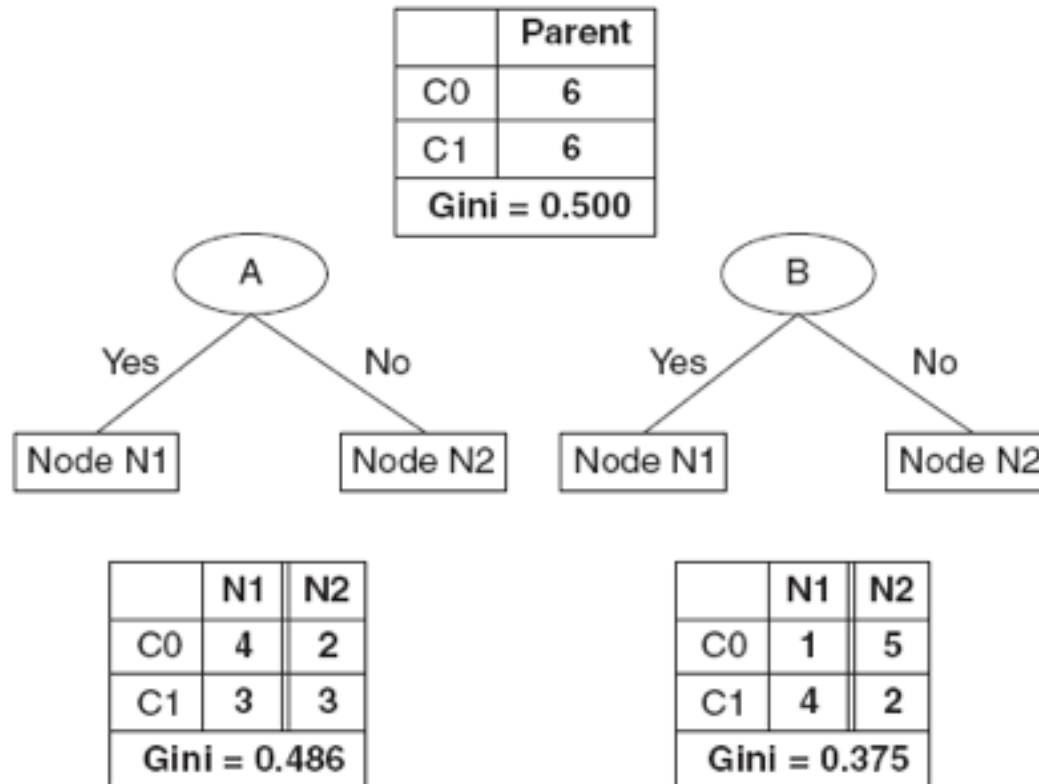 Parent
C0 6
C1 6
Gini = 0.500
A B
Yes No Yes No
Node N1 Node N2 Node N1 Node N2
N1 N2 N1 N2
C0 4 2 C0 1 5
C1 3 3 C1 4 2
Gini = 0.486 Gini = 0.375